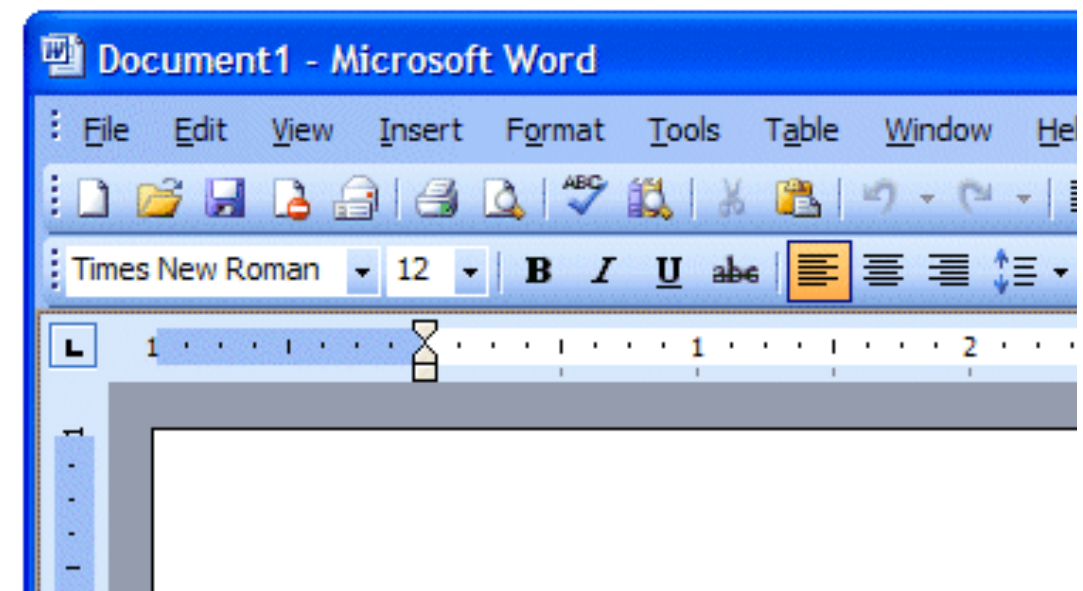 Document1 - Microsoft Word
File Edit View Insert Format Tools Table Window
ABC
Times New Roman 12 B I U abc
L 1 1 2
1